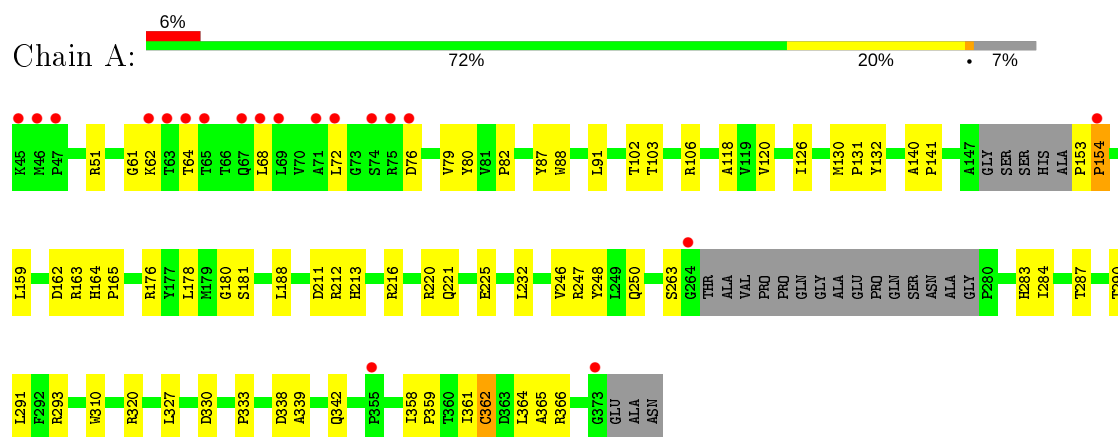 6%
Chain A:
72% 20% • 7%
K45 M46 P47 R51 G61 K62 T63 T64 T65 T66 Q67 L68 L69 V70 A71 L72 G73 S74 R75 D76 V79 Y80 V81 P82 Y87 W88 L91 T102 T103 R106 A118 V119 V120 I126 M130 P131 Y132 A140 P141 A147 GLY SER SER HIS ALA P153 P154
L159 D162 R163 H164 P165 R176 Y177 L178 M179 G180 S181 L188 D211 R212 H213 R216 R220 Q221 E225 L232 V246 R247 Y248 L249 Q250 S263 G264 THR ALA VAL PRO PRO GLN GLY ALA GLU PRO GLN SER ASN ALA GLY P280 H283 I284 T287 T290
L291 F292 R293 W310 R320 L327 D330 P333 D338 A339 Q342 P355 I358 P359 T360 I361 C362 D363 L364 A365 R366 G373 GLU ALA ASN